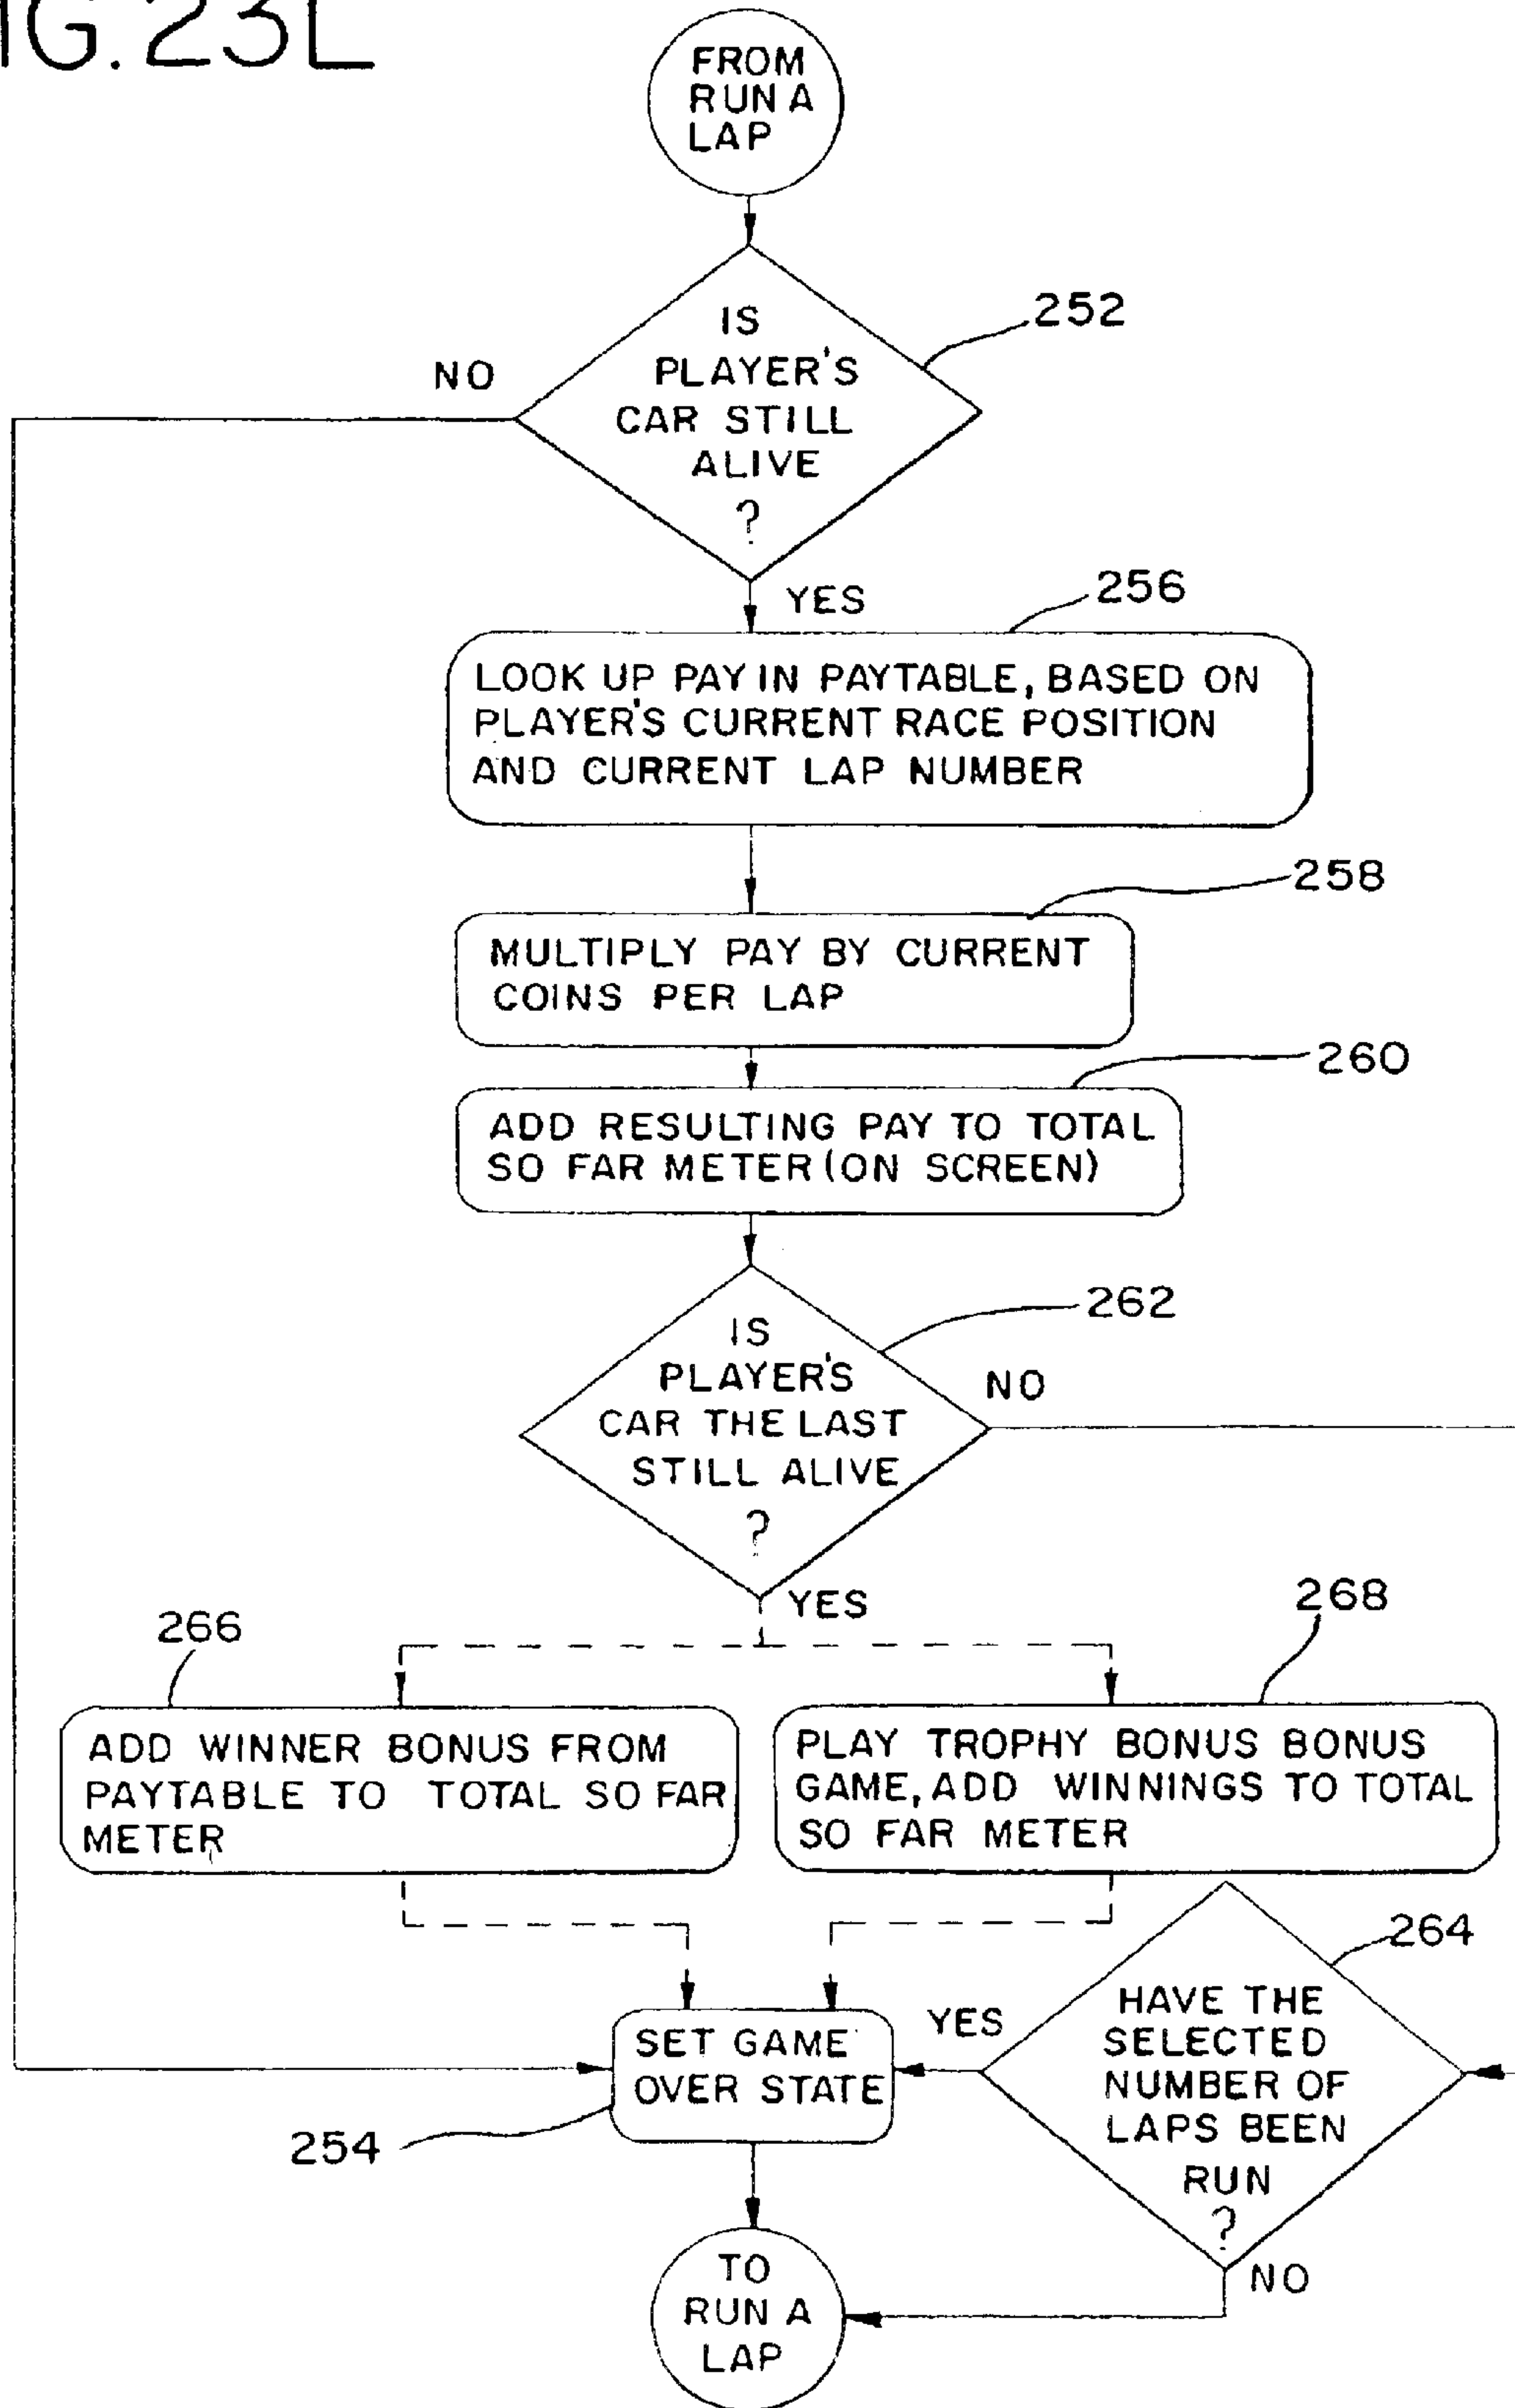 IG. 23L
FROM
RUN A
LAP
252
IS
PLAYER'S
CAR STILL
ALIVE
?
NO
YES
256
LOOK UP PAY IN PAYTABLE, BASED ON
PLAYER'S CURRENT RACE POSITION
AND CURRENT LAP NUMBER
258
MULTIPLY PAY BY CURRENT
COINS PER LAP
260
ADD RESULTING PAY TO TOTAL
SO FAR METER (ON SCREEN)
262
IS
PLAYER'S
CAR THE LAST
STILL ALIVE
?
NO
YES
266
268
ADD WINNER BONUS FROM
PAYTABLE TO TOTAL SO FAR
METER
PLAY TROPHY BONUS BONUS
GAME, ADD WINNINGS TO TOTAL
SO FAR METER
264
HAVE THE
SELECTED
NUMBER OF
LAPS BEEN
RUN
?
YES
NO
SET GAME
OVER STATE
254
TO
RUN A
LAP